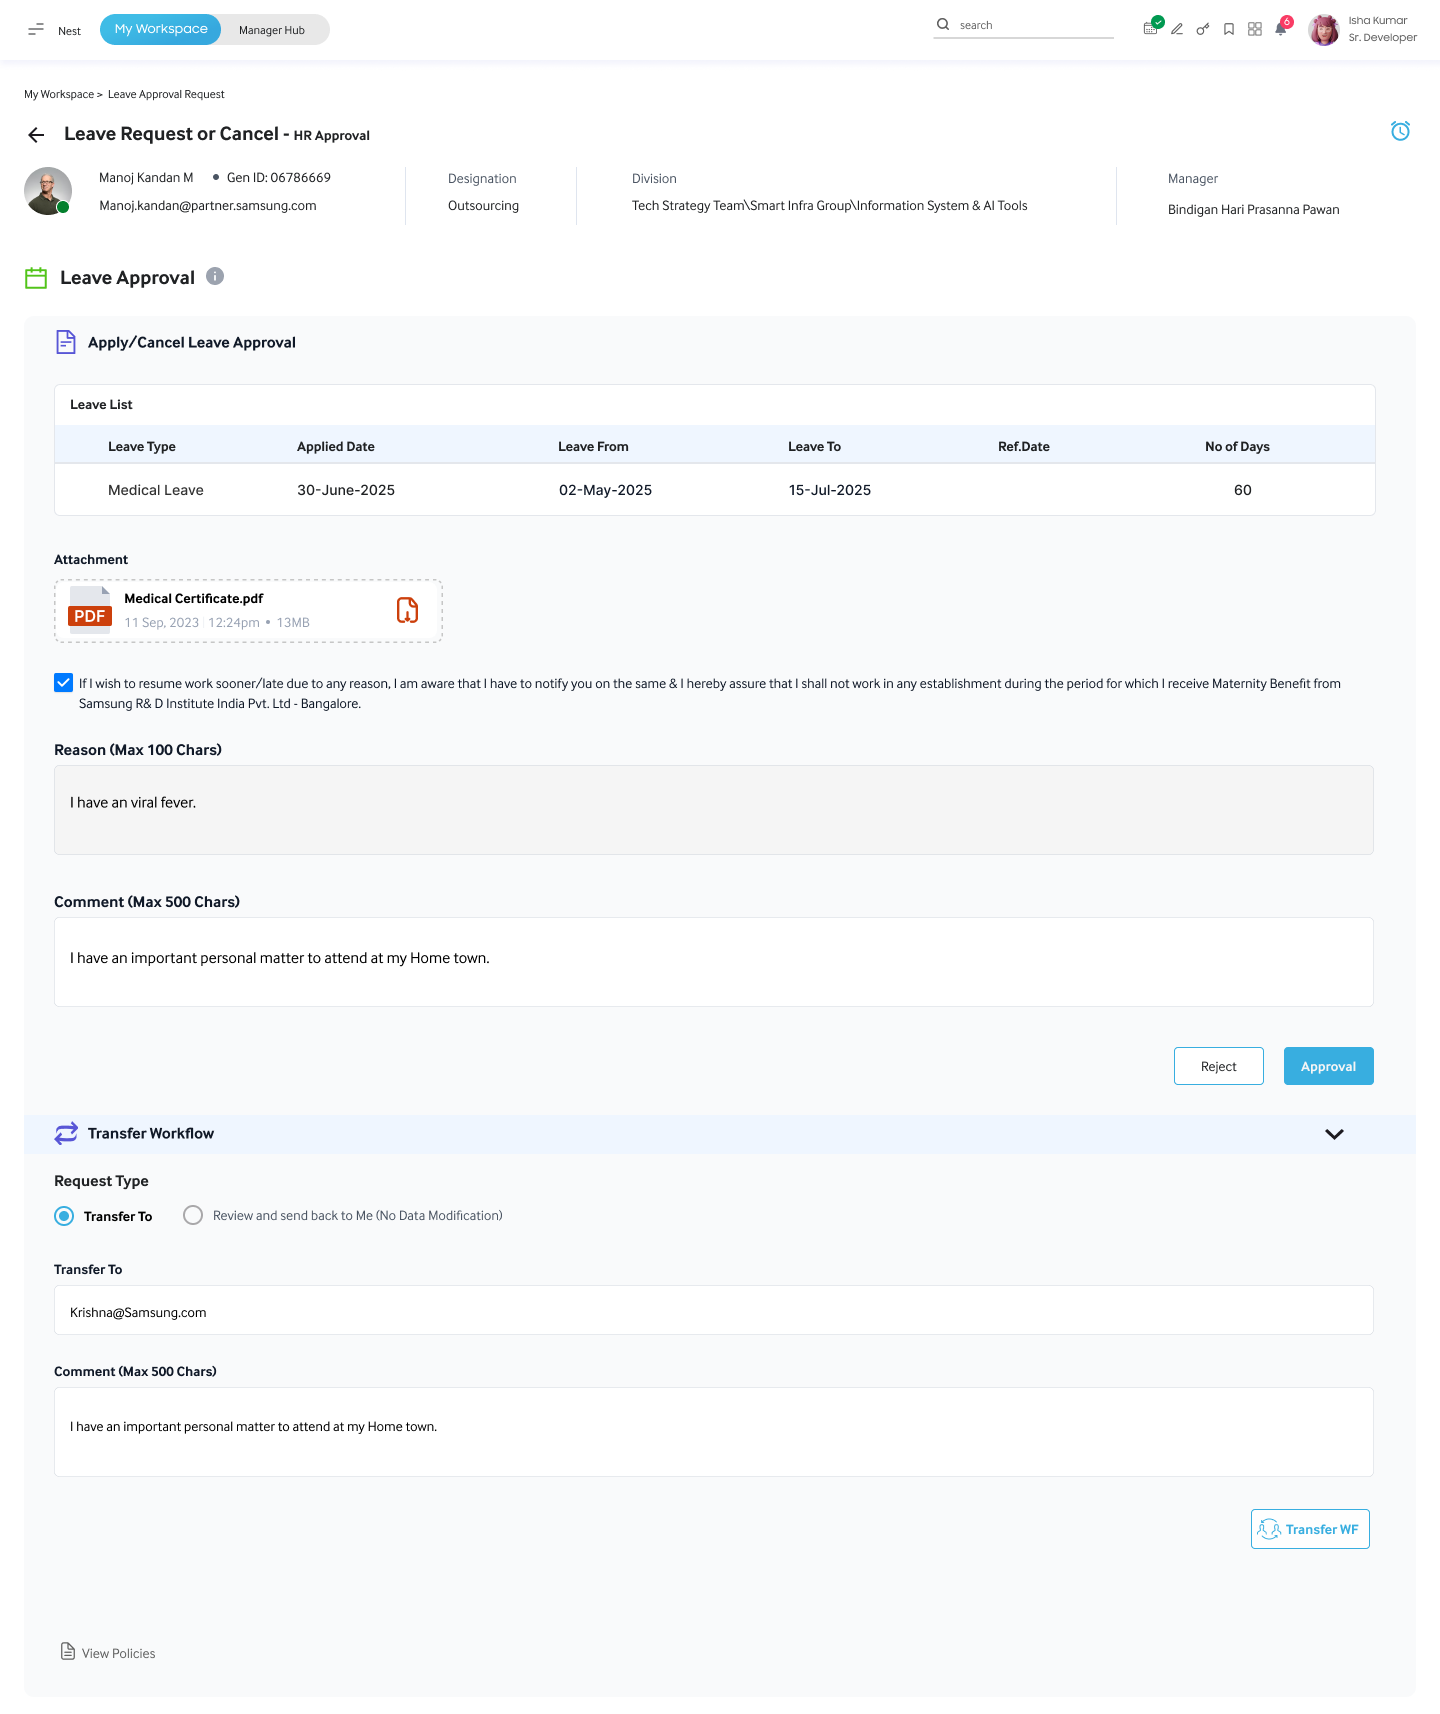 Nest
My Workspace
Manager Hub
search
6
Isha Kumar
Sr. Developer
My Workspace > Leave Approval Request
Leave Request or Cancel - HR Approval
Manoj Kandan M • Gen ID: 06786669
Manoj.kandan@partner.samsung.com
Designation
Outsourcing
Division
Tech Strategy Team\Smart Infra Group\Information System & AI Tools
Manager
Bindigan Hari Prasanna Pawan
Leave Approval
Apply/Cancel Leave Approval
Leave List
Leave Type Applied Date Leave From Leave To Ref.Date No of Days
Medical Leave 30-June-2025 02-May-2025 15-Jul-2025 60
Attachment
PDF
Medical Certificate.pdf
11 Sep, 2023 | 12:24pm • 13MB
If I wish to resume work sooner/late due to any reason, I am aware that I have to notify you on the same & I hereby assure that I shall not work in any establishment during the period for which I receive Maternity Benefit from
Samsung R& D Institute India Pvt. Ltd - Bangalore.
Reason (Max 100 Chars)
I have an viral fever.
Comment (Max 500 Chars)
I have an important personal matter to attend at my Home town.
Reject
Approval
Transfer Workflow
Request Type
Transfer To
Review and send back to Me (No Data Modification)
Transfer To
Krishna@Samsung.com
Comment (Max 500 Chars)
I have an important personal matter to attend at my Home town.
Transfer WF
View Policies